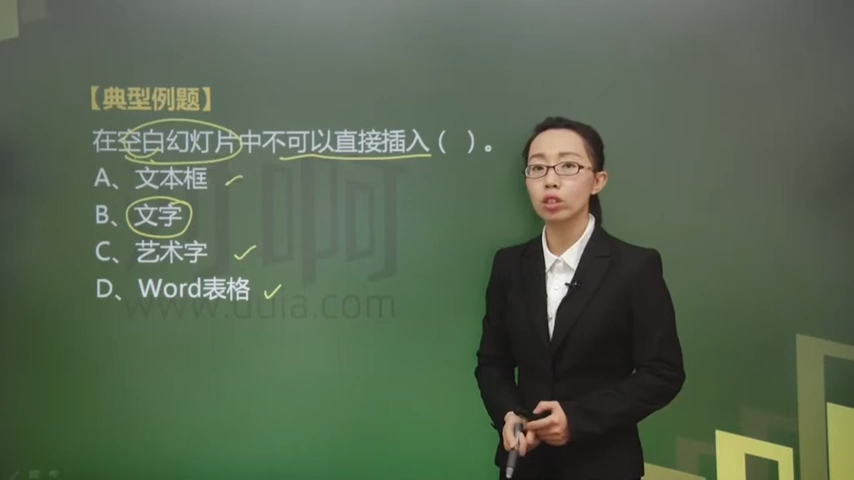 【典型例题】
在空白幻灯片中不可以直接插入（ ）。
A、文本框
B、文字
C、艺术字
D、Word表格
www.duia.com